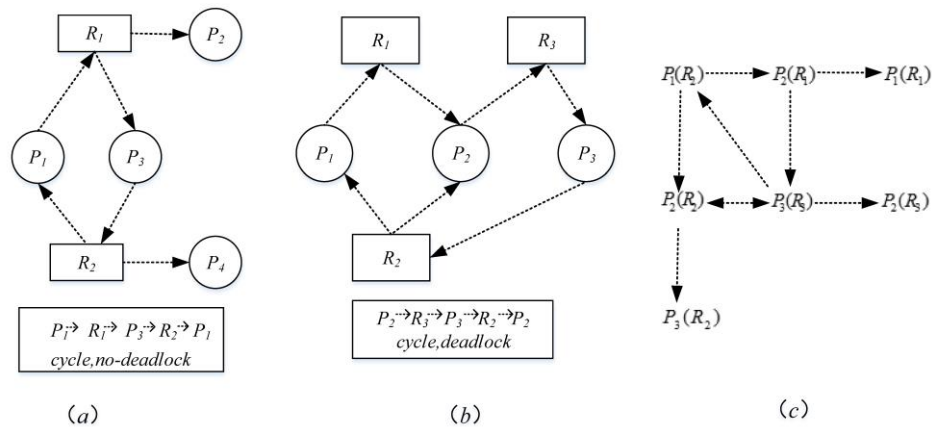 R₁
P₂
P₁
P₃
R₂
P₄
P₁⇢ R₁⇢ P₃⇢R₂⇢P₁
cycle,no-deadlock
(a)
R₁
R₃
P₁
P₂
P₃
R₂
P₂⇢R₃⇢P₃⇢R₂⇢P₂
cycle,deadlock
(b)
P₁(R₂) P₂(R₁) P₁(R₁)
P₂(R₂) P₃(R₃) P₂(R₃)
P₃(R₂)
(c)